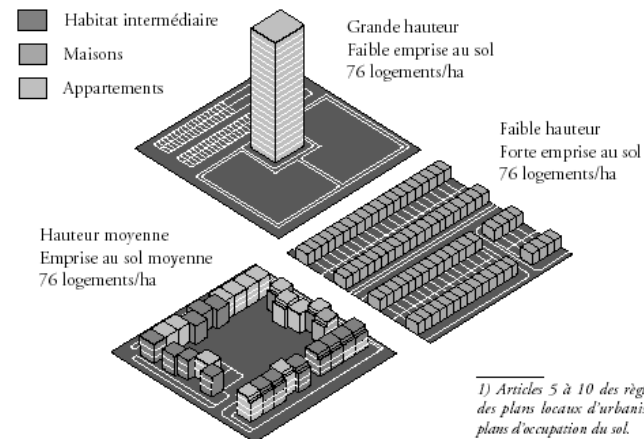 Habitat intermédiaire
Maisons
Appartements
Grande hauteur
Faible emprise au sol
76 logements/ha
Faible hauteur
Forte emprise au sol
76 logements/ha
Hauteur moyenne
Emprise au sol moyenne
76 logements/ha
1) Articles 5 à 10 des règ
des plans locaux d'urbanis
plans d'occupation du sol.